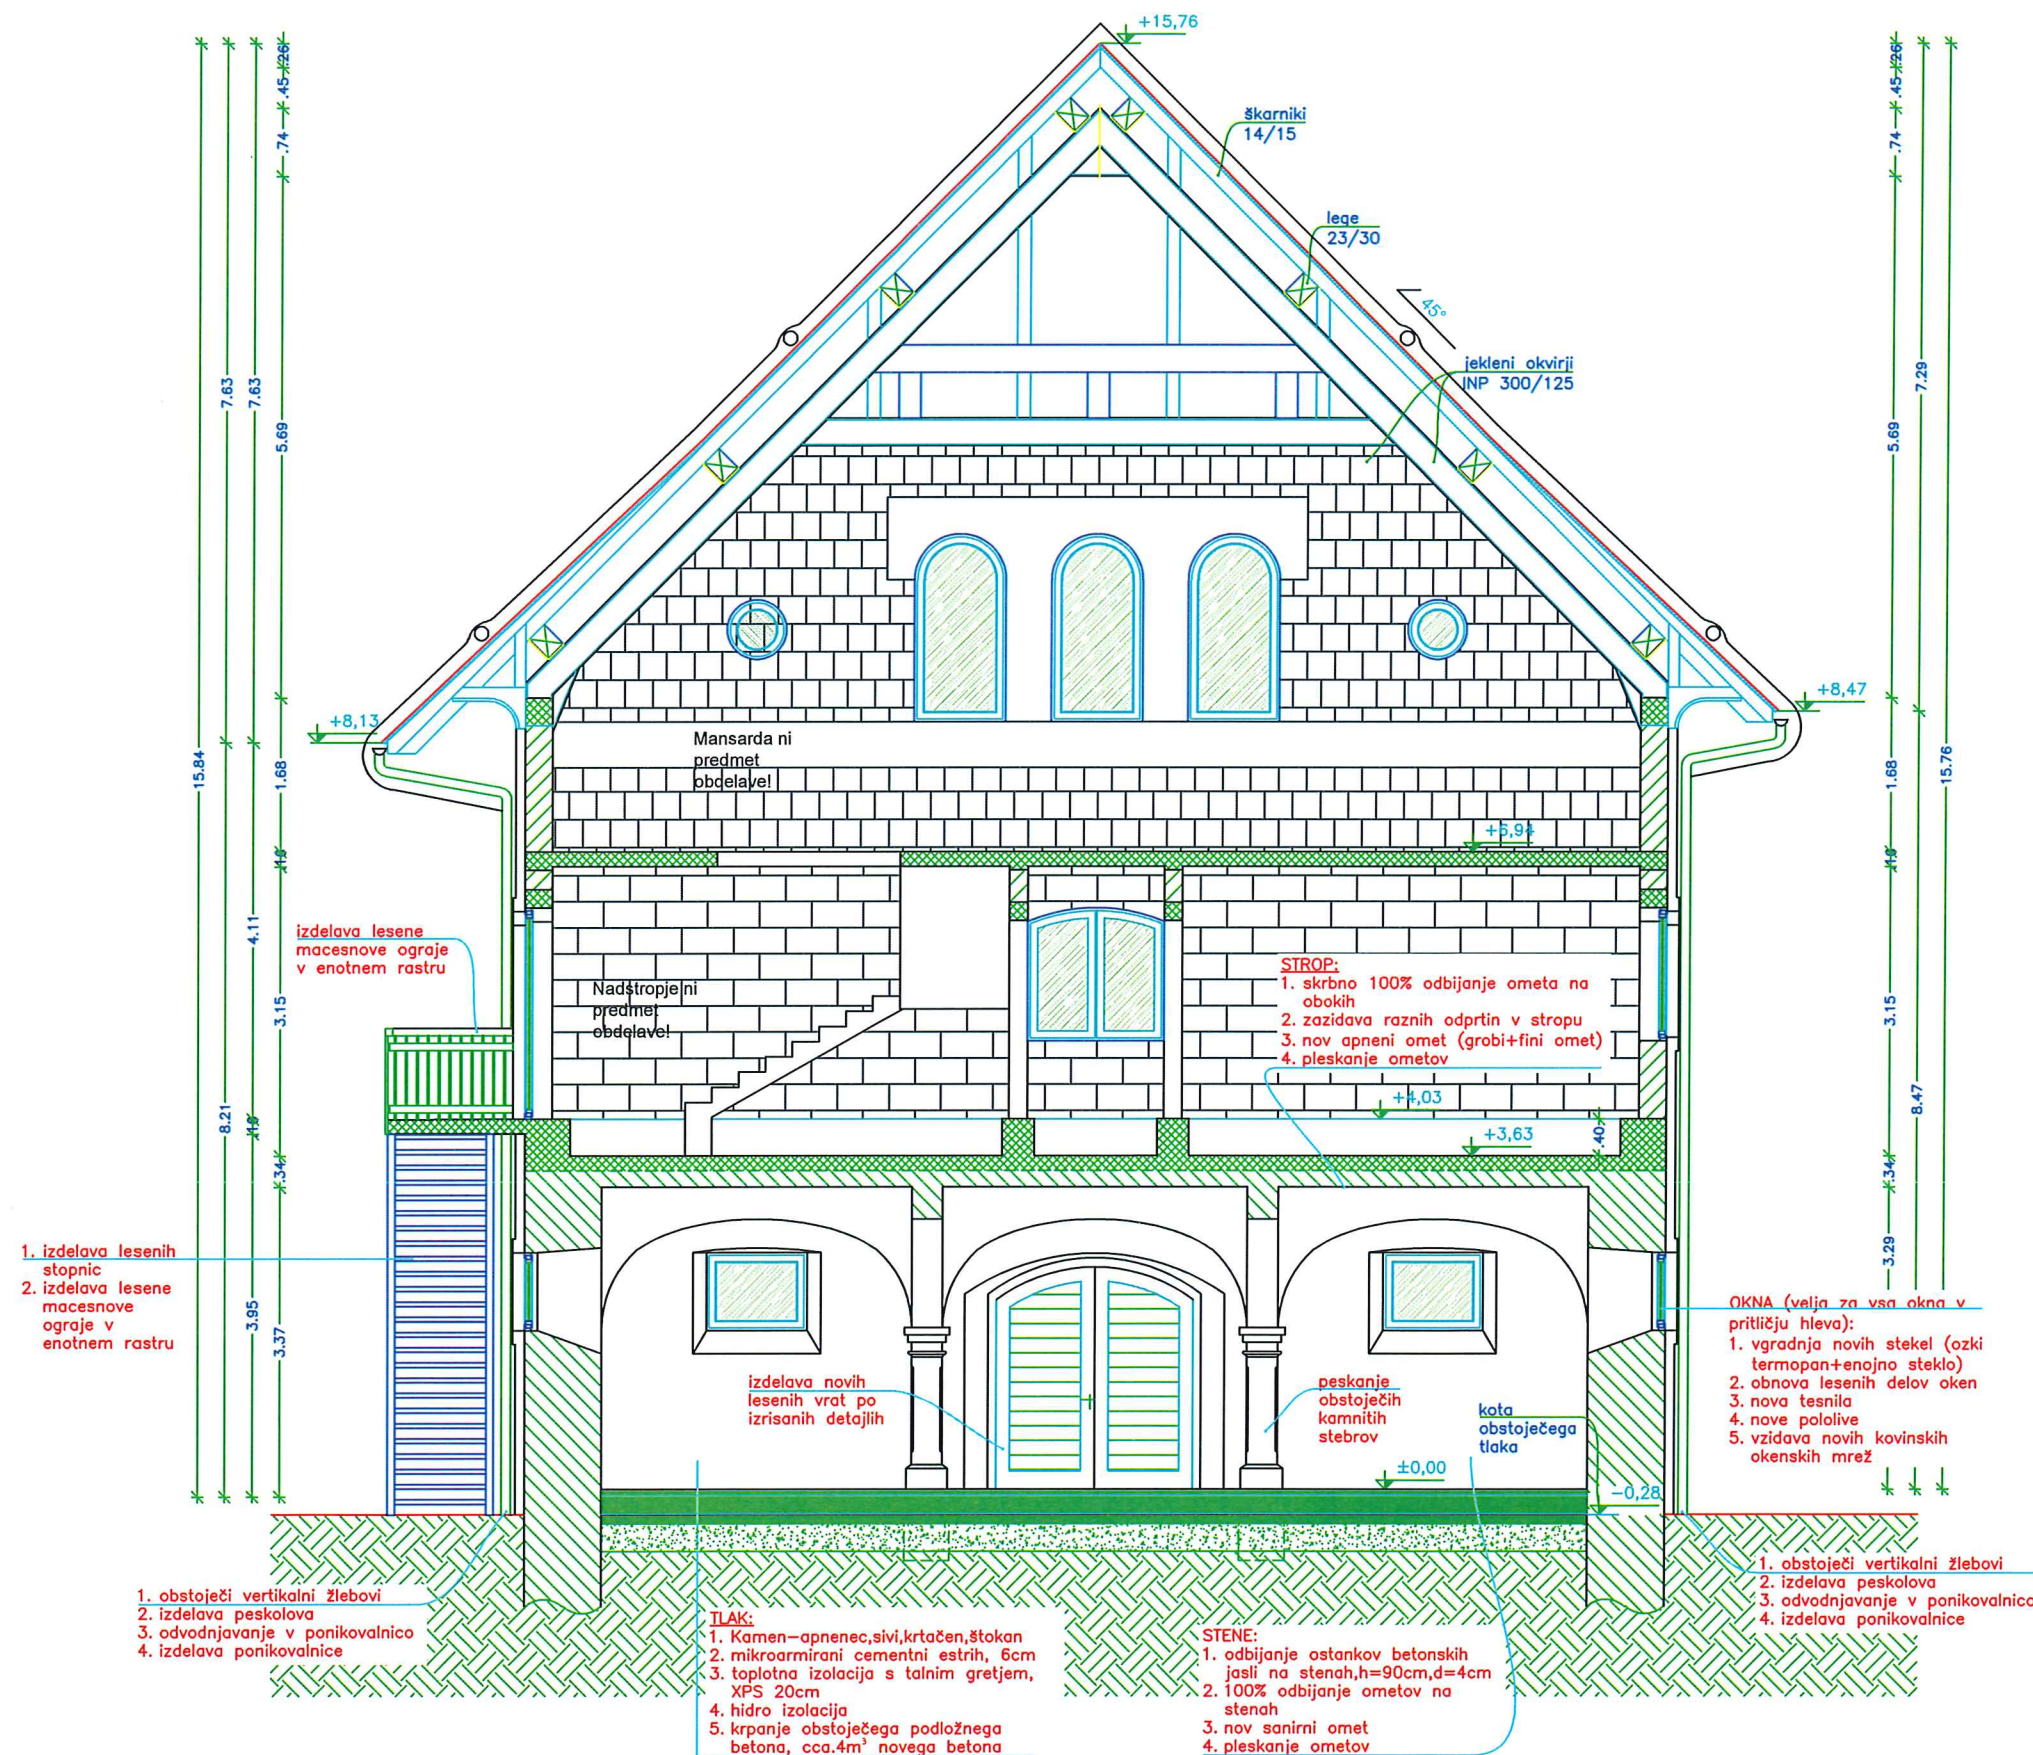 +15,76
škarniki
14/15
lege
23/30
45°
jekleni okvirji
INP 300/125
.26
.45
.74
5.69
7.63
7.63
15.84
1.68
4.11
3.15
8.21
.34
3.95
3.37
.26
.45
.74
7.29
5.69
15.76
1.68
3.15
8.47
.34
3.29
.40
+8,13
+8,47
Mansarda ni
predmet
obdelave!
+6,94
izdelava lesene
macesnove ograje
v enotnem rastru
Nadstropje ni
predmet
obdelave!
STROP:
1. skrbno 100% odbijanje ometa na
obokih
2. zazidava raznih odprtin v stropu
3. nov apneni omet (grobi+fini omet)
4. pleskanje ometov
+4,03
+3,63
1. izdelava lesenih
stopnic
2. izdelava lesene
macesnove
ograje v
enotnem rastru
izdelava novih
lesenih vrat po
izrisanih detajlih
peskanje
obstoječih
kamnitih
stebrov
kota
obstoječega
tlaka
±0,00
-0,28
OKNA (velja za vsa okna v
pritličju hleva):
1. vgradnja novih stekel (ozki
termopan+enojno steklo)
2. obnova lesenih delov oken
3. nova tesnila
4. nove pololive
5. vzidava novih kovinskih
okenskih mrež
1. obstoječi vertikalni žlebovi
2. izdelava peskolova
3. odvodnjavanje v ponikovalnico
4. izdelava ponikovalnice
TLAK:
1. Kamen-apnenec,sivi,krtačen,štokan
2. mikroarmirani cementni estrih, 6cm
3. toplotna izolacija s talnim gretjem,
XPS 20cm
4. hidro izolacija
5. krpanje obstoječega podložnega
betona, cca.4m³ novega betona
STENE:
1. odbijanje ostankov betonskih
jasli na stenah,h=90cm,d=4cm
2. 100% odbijanje ometov na
stenah
3. nov sanirni omet
4. pleskanje ometov
1. obstoječi vertikalni žlebovi
2. izdelava peskolova
3. odvodnjavanje v ponikovalnico
4. izdelava ponikovalnice